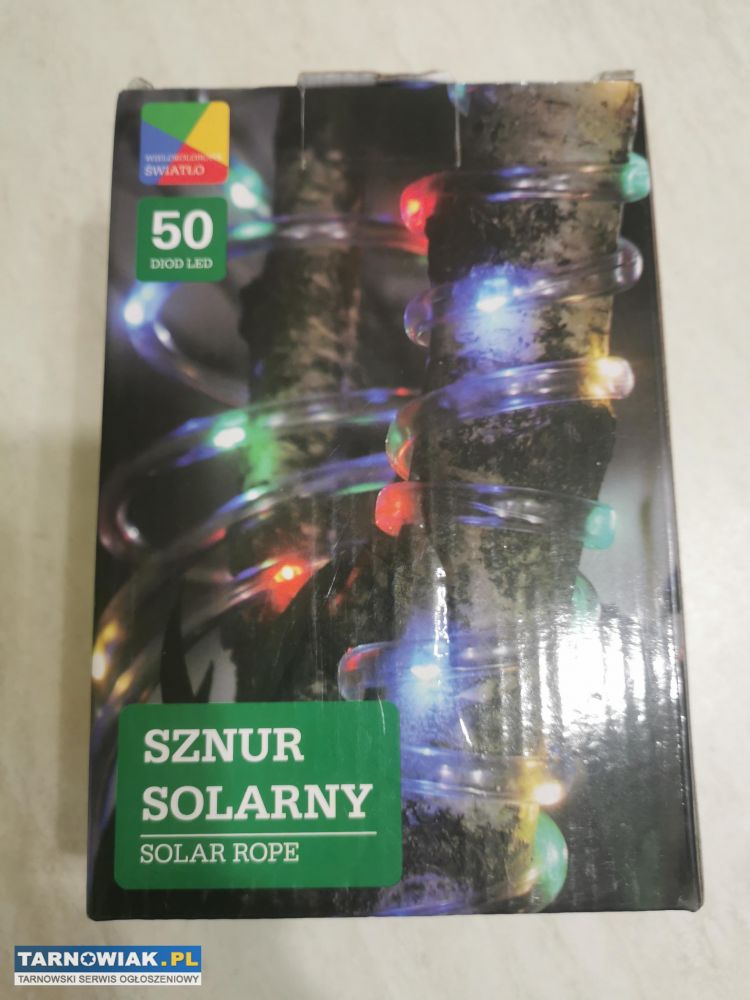 WIELOKOLOROWE
ŚWIATŁO
50
DIOD LED
SZNUR
SOLARNY
SOLAR ROPE
TARNOWIAK.PL
TARNOWSKI SERWIS OGŁOSZENIOWY